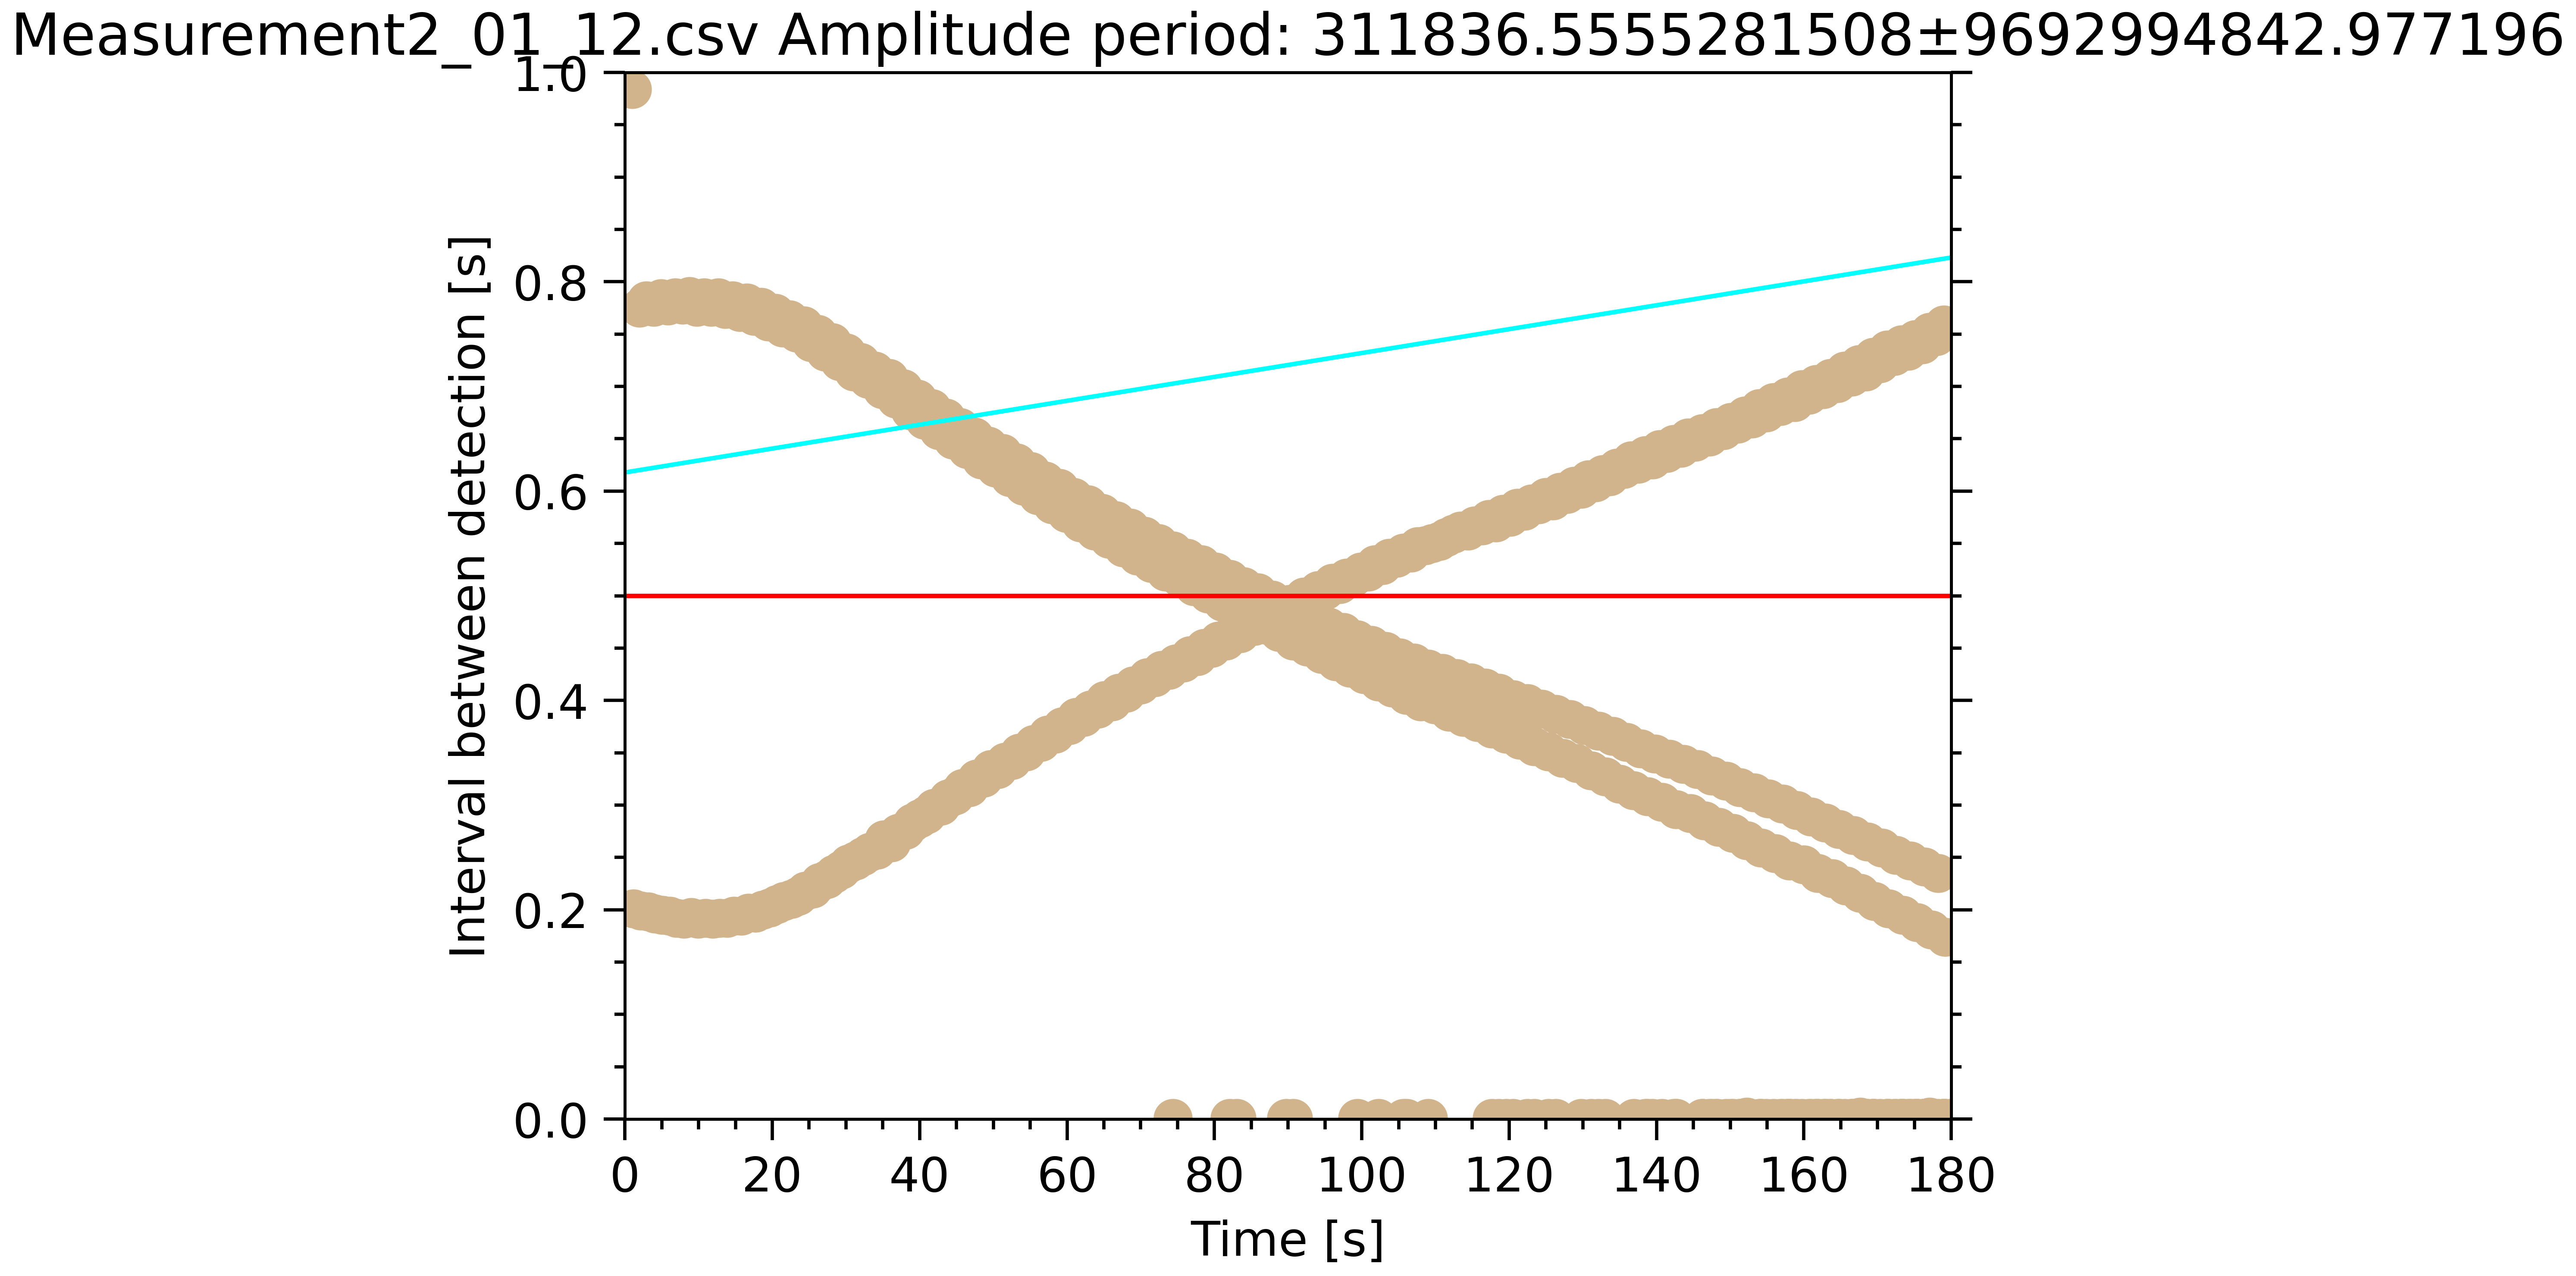 Measurement2_01_12.csv Amplitude period: 311836.5555281508±9692994842.977196
1.0
0.8
0.6
0.4
0.2
0.0
Interval between detection [s]
0 20 40 60 80 100 120 140 160 180
Time [s]